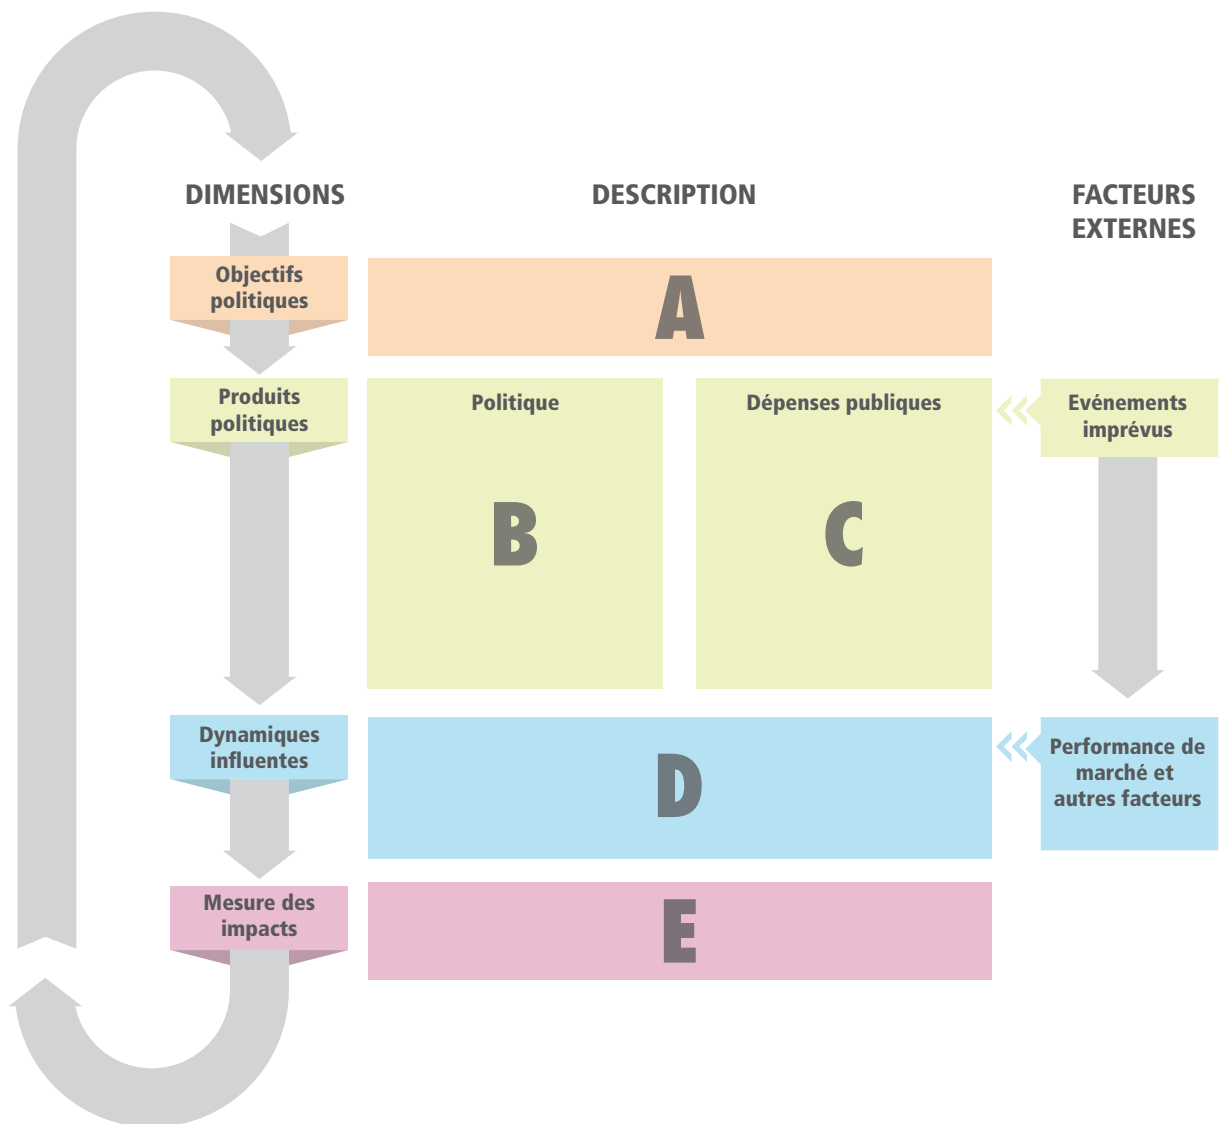 DIMENSIONS
DESCRIPTION
FACTEURS
EXTERNES
Objectifs
politiques
A
Produits
politiques
Politique
B
Dépenses publiques
C
Evénements
imprévus
Dynamiques
influentes
D
Performance de
marché et
autres facteurs
Mesure des
impacts
E